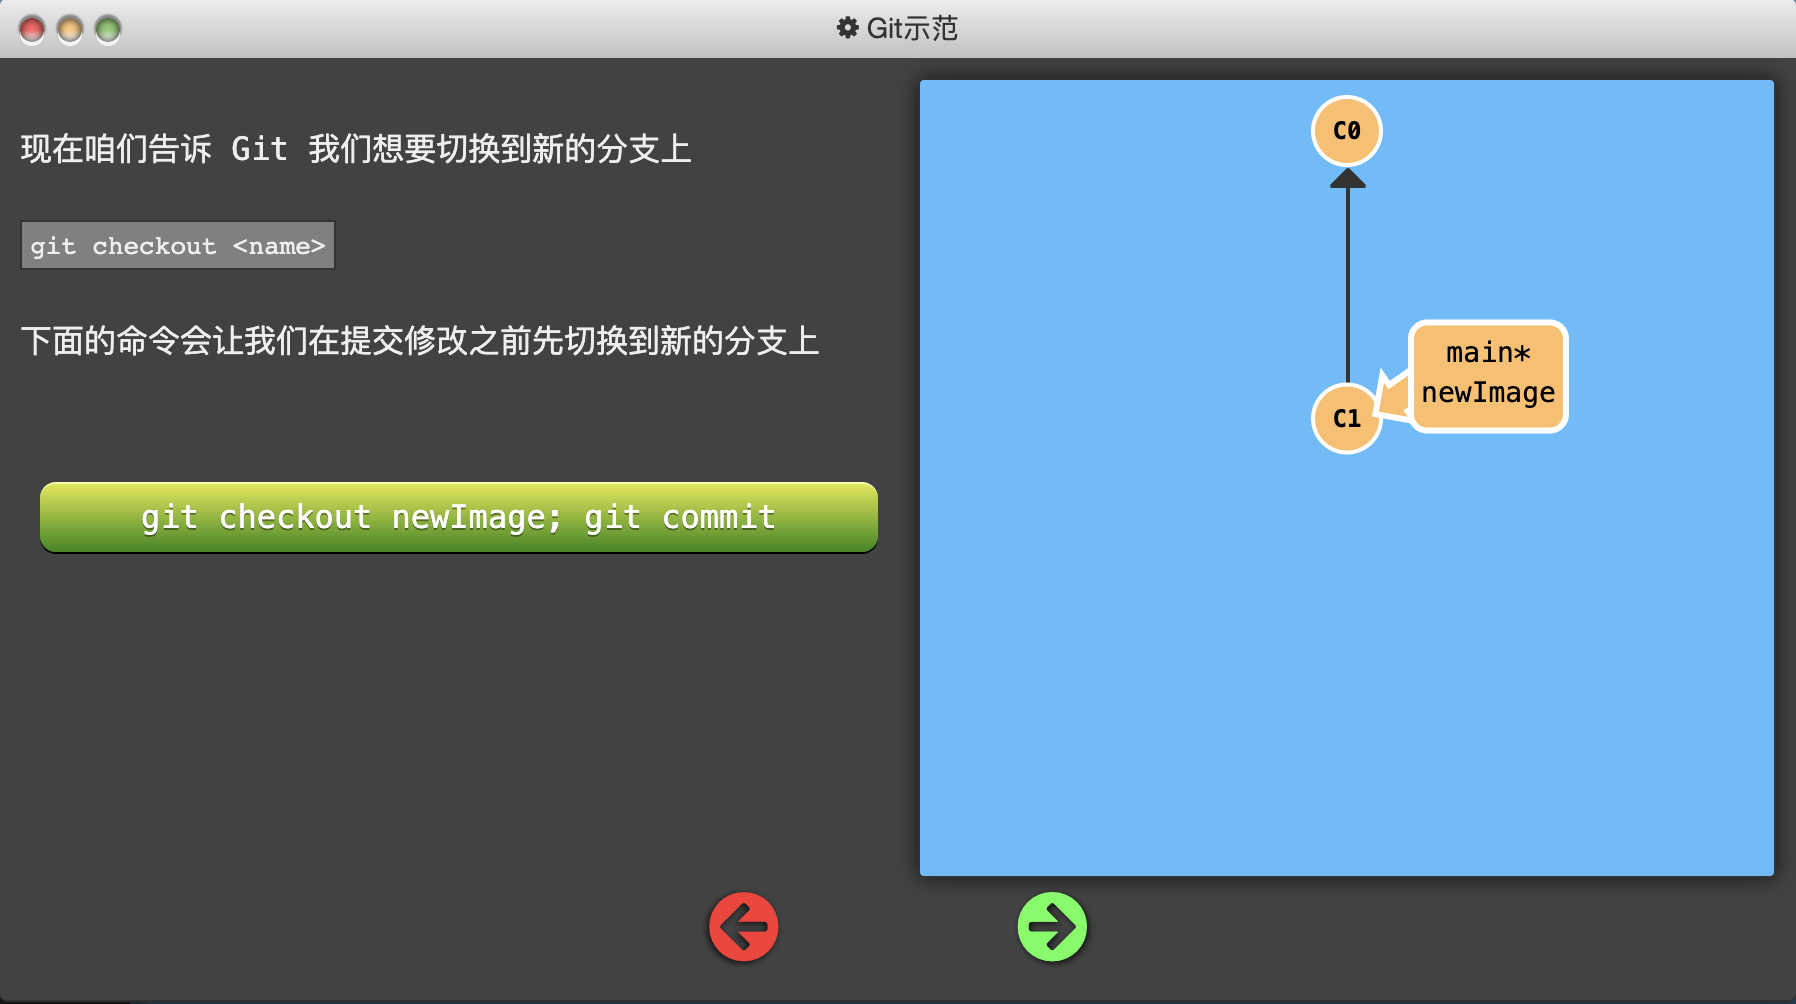 Git示范
现在咱们告诉 Git 我们想要切换到新的分支上
git checkout <name>
下面的命令会让我们在提交修改之前先切换到新的分支上
git checkout newImage; git commit
C0
main*
newImage
C1